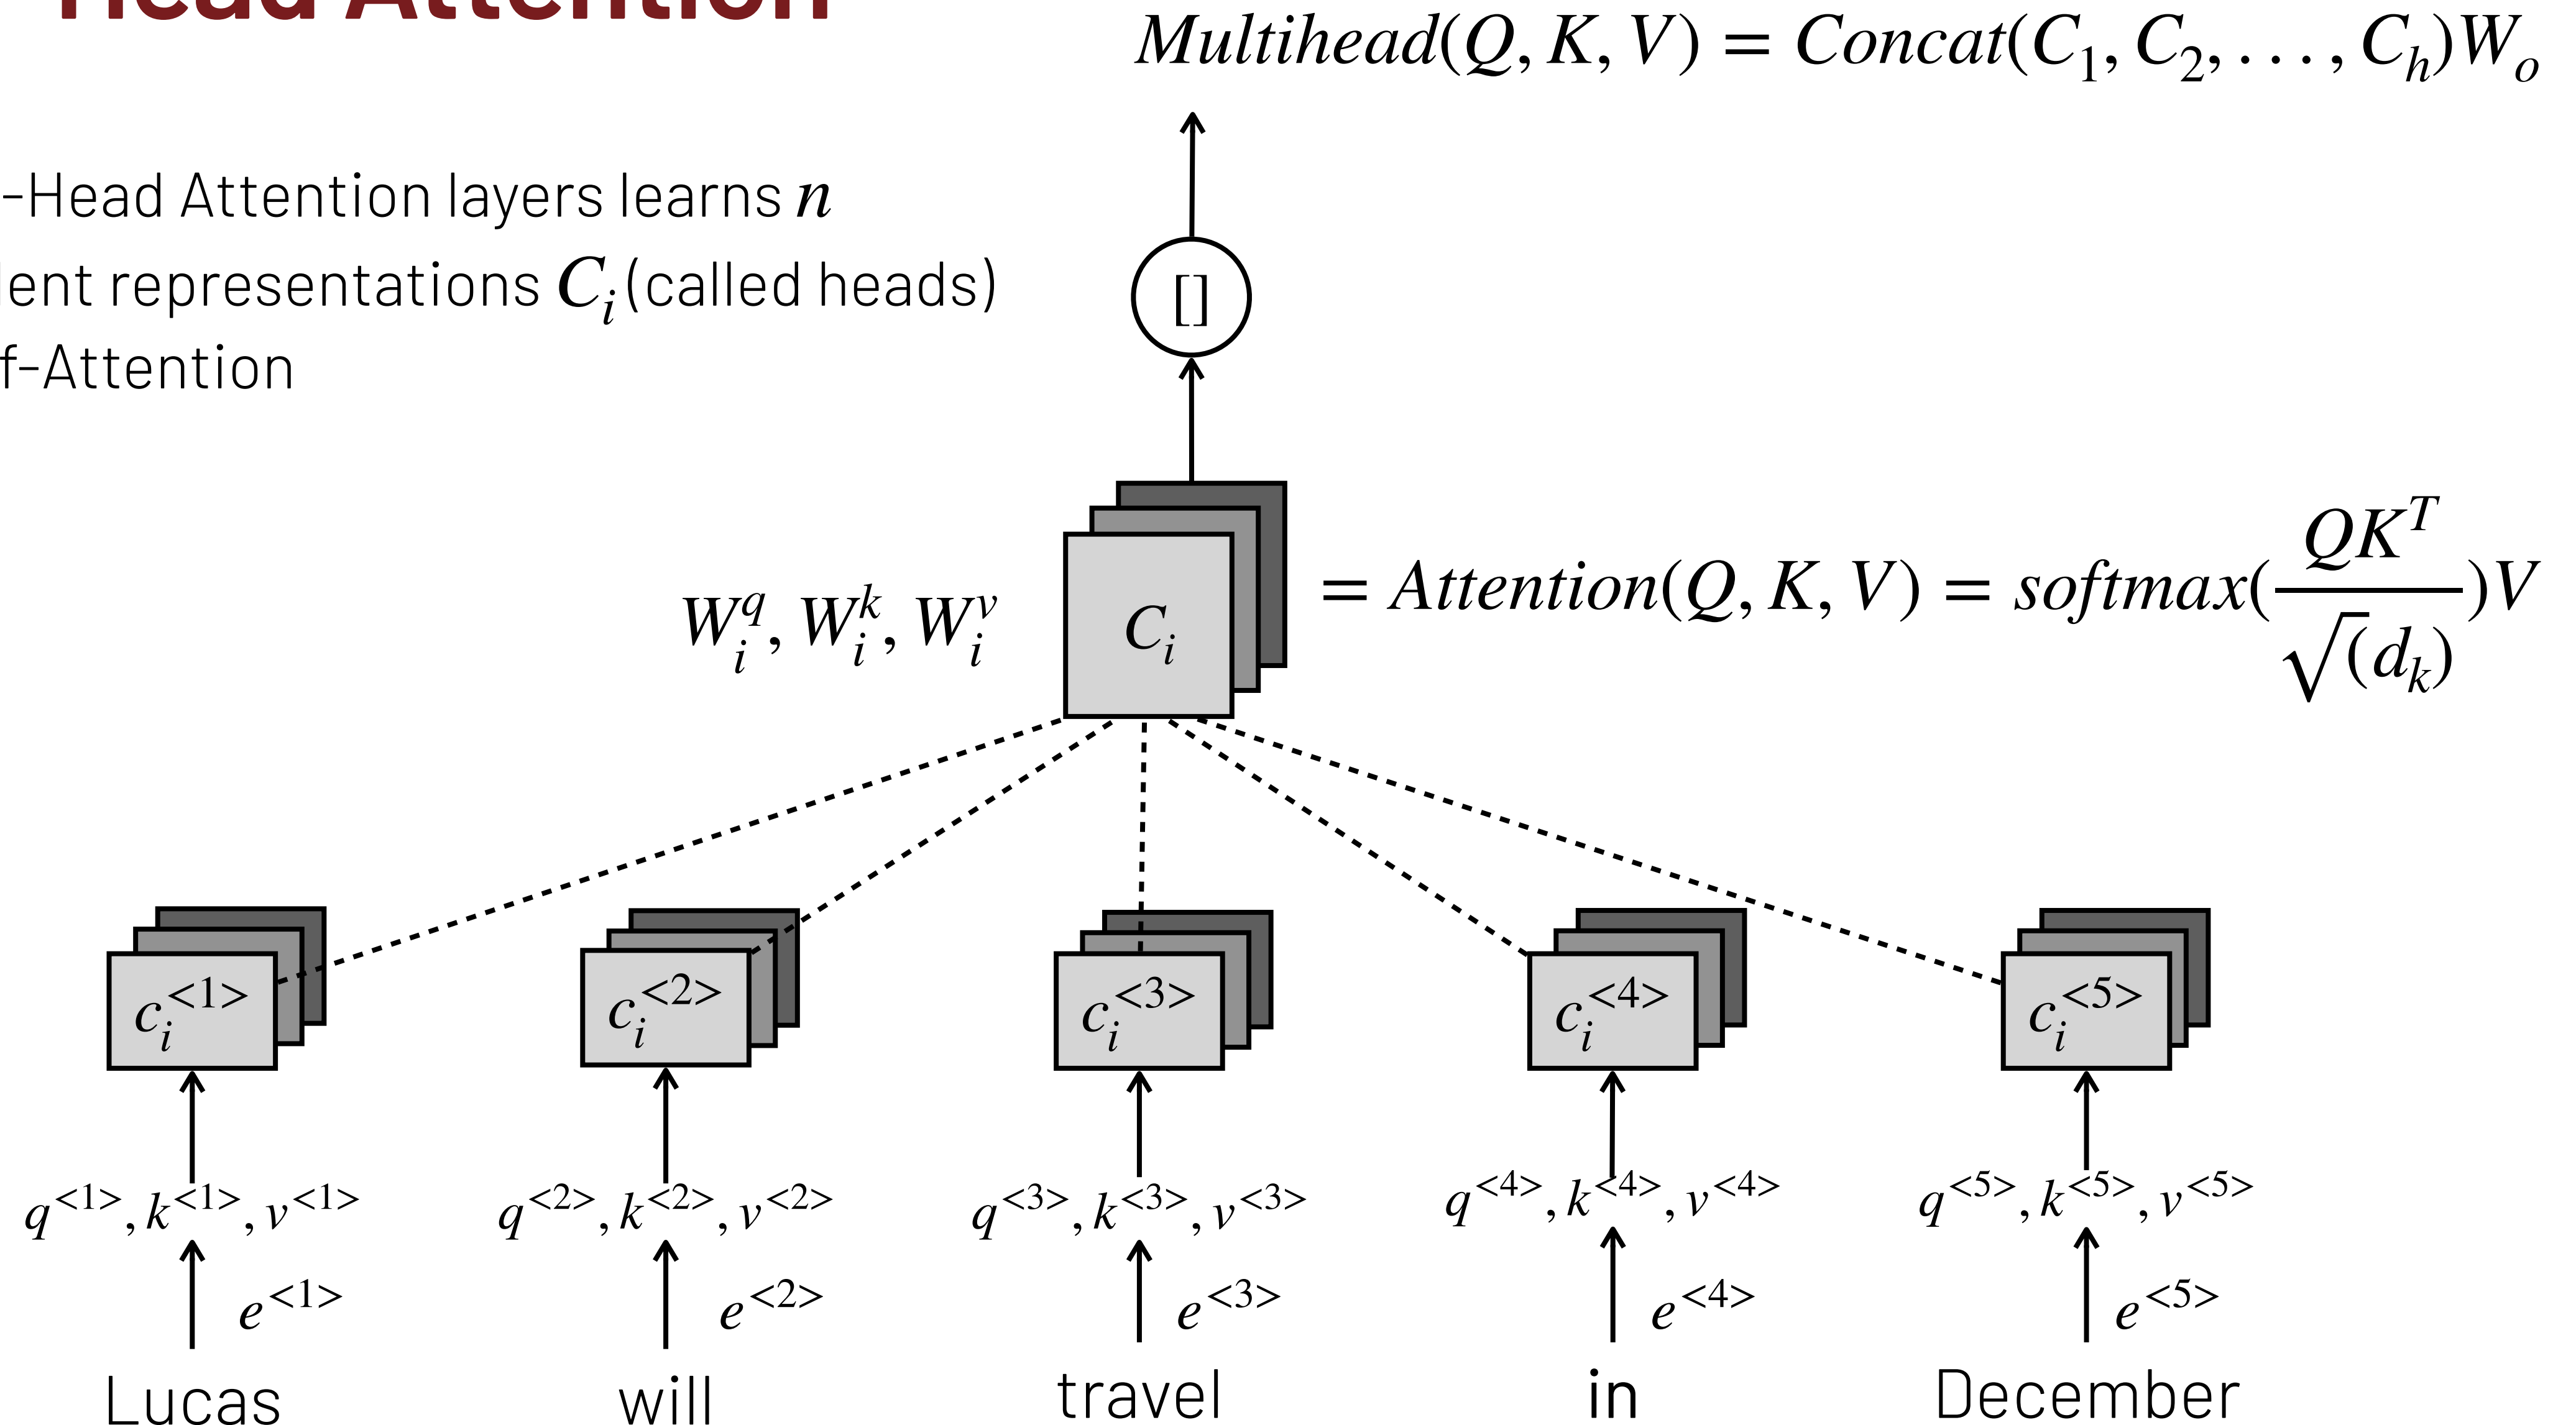 Head Attention
Multihead(Q, K, V) = Concat(C_1, C_2, . . . , C_h)W_o
-Head Attention layers learns n
ent representations C_i (called heads)
f-Attention
[]
W_i^q, W_i^k, W_i^v
C_i
= Attention(Q, K, V) = softmax(QK^T / √(d_k))V
c_i^<1> c_i^<2> c_i^<3> c_i^<4> c_i^<5>
q^<1>, k^<1>, v^<1> q^<2>, k^<2>, v^<2> q^<3>, k^<3>, v^<3> q^<4>, k^<4>, v^<4> q^<5>, k^<5>, v^<5>
e^<1> e^<2> e^<3> e^<4> e^<5>
Lucas will travel in December